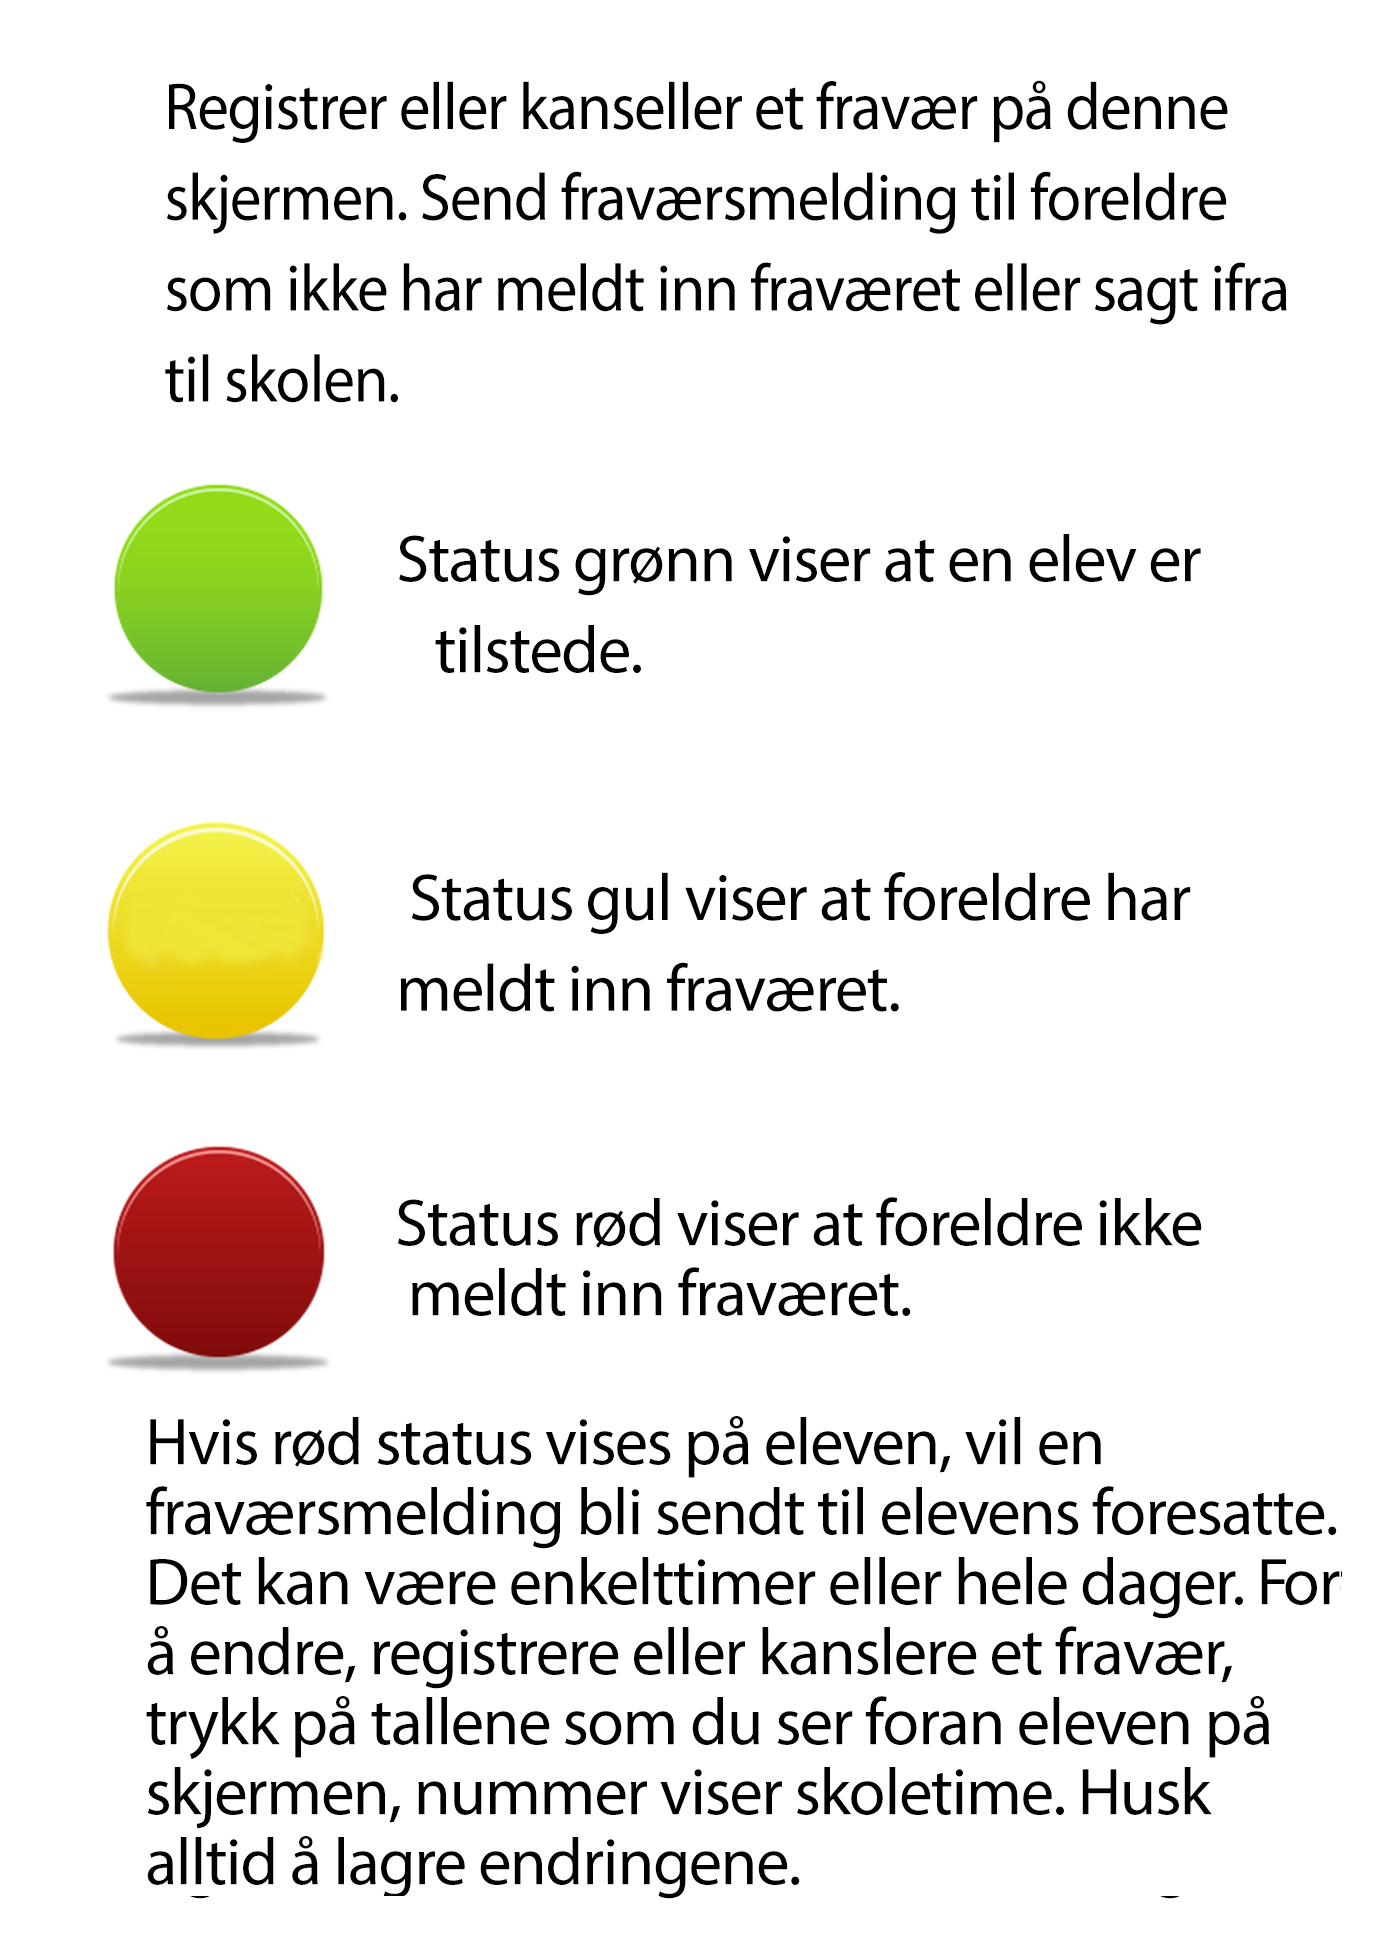 Registrer eller kanseller et fravær på denne
skjermen. Send fraværsmelding til foreldre
som ikke har meldt inn fraværet eller sagt ifra
til skolen.
Status grønn viser at en elev er
tilstede.
Status gul viser at foreldre har
meldt inn fraværet.
Status rød viser at foreldre ikke
meldt inn fraværet.
Hvis rød status vises på eleven, vil en
fraværsmelding bli sendt til elevens foresatte.
Det kan være enkelttimer eller hele dager. For
å endre, registrere eller kanslere et fravær,
trykk på tallene som du ser foran eleven på
skjermen, nummer viser skoletime. Husk
alltid å lagre endringene.